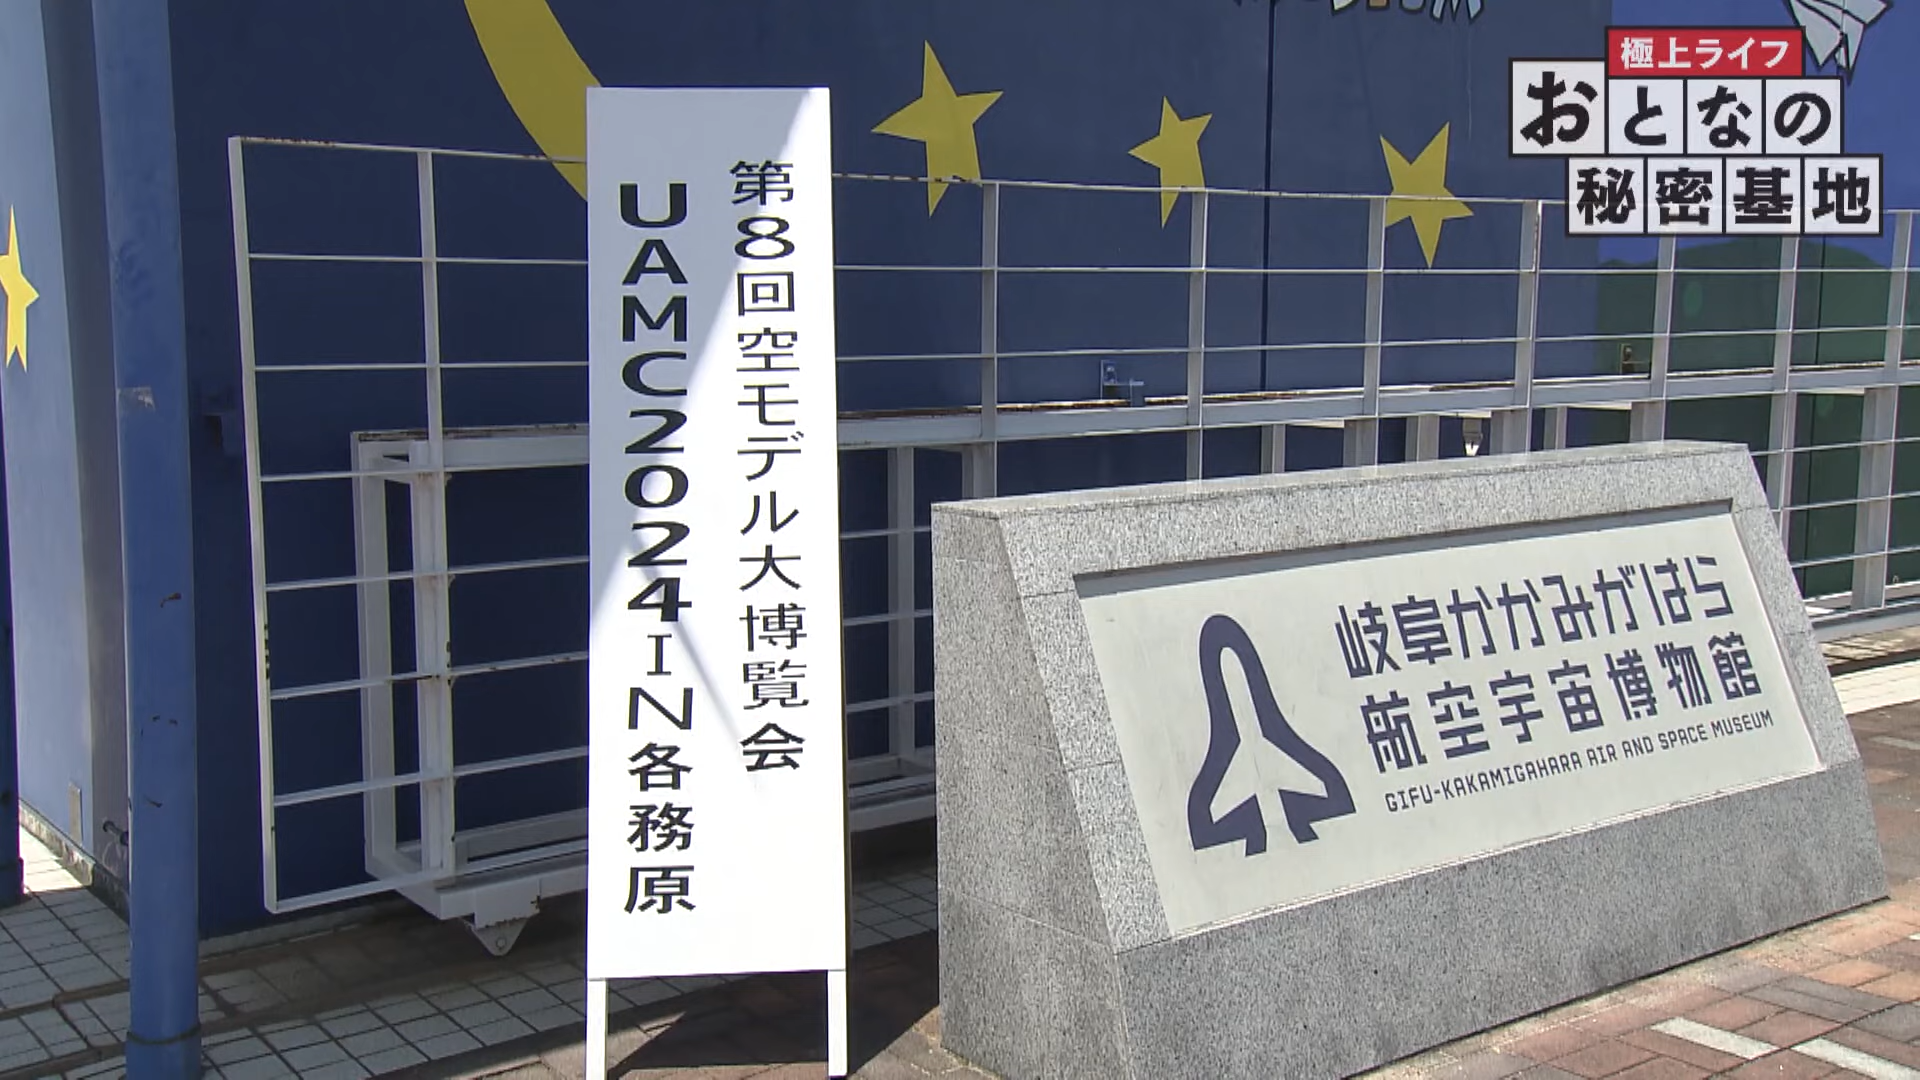 極上ライフ
おとなの
秘密基地
第8回空モデル大博覧会
UAMC2024IN各務原
岐阜かかみがはら
航空宇宙博物館
GIFU-KAKAMIGAHARA AIR AND SPACE MUSEUM